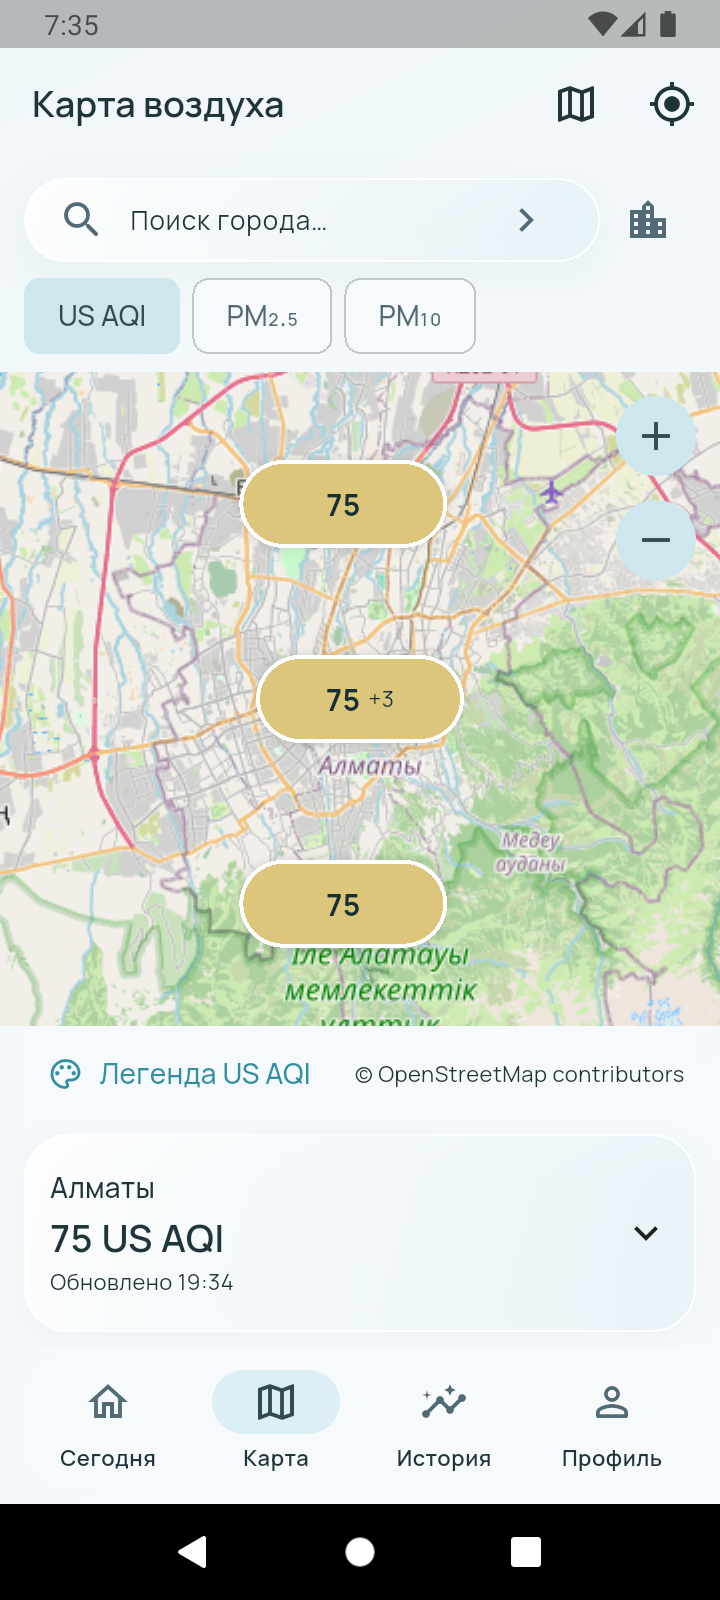 7:35
Карта воздуха
Поиск города…
US AQI
PM2.5
PM10
75
75 +3
Алматы
Медеу
ауданы
75
Іле Алатауы
мемлекеттік
ұлттық
© OpenStreetMap contributors
Легенда US AQI
Алматы
75 US AQI
Обновлено 19:34
Сегодня
Карта
История
Профиль